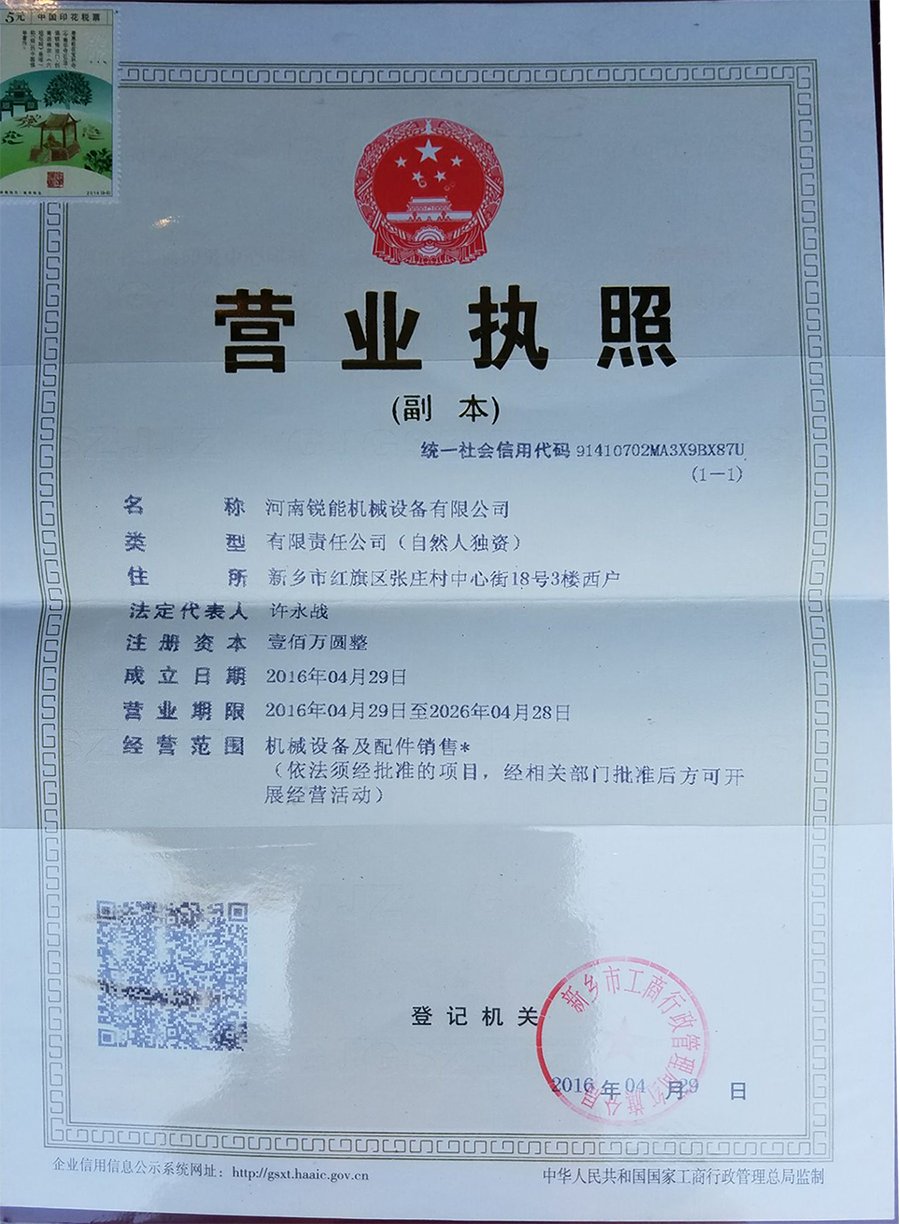 5元 中国印花税票
营业执照
(副 本)
统一社会信用代码 91410702MA3X9BX87U
(1—1)
名 称 河南锐能机械设备有限公司
类 型 有限责任公司（自然人独资）
住 所 新乡市红旗区张庄村中心街18号3楼西户
法定代表人 许永战
注册资本 壹佰万圆整
成立日期 2016年04月29日
营业期限 2016年04月29日至2026年04月28日
经营范围 机械设备及配件销售*
（依法须经批准的项目，经相关部门批准后方可开
展经营活动）
新乡市工商行政管理局红旗分局
登记机关
2016 年 04 月 29 日
企业信用信息公示系统网址：http://gsxt.haaic.gov.cn
中华人民共和国国家工商行政管理总局监制